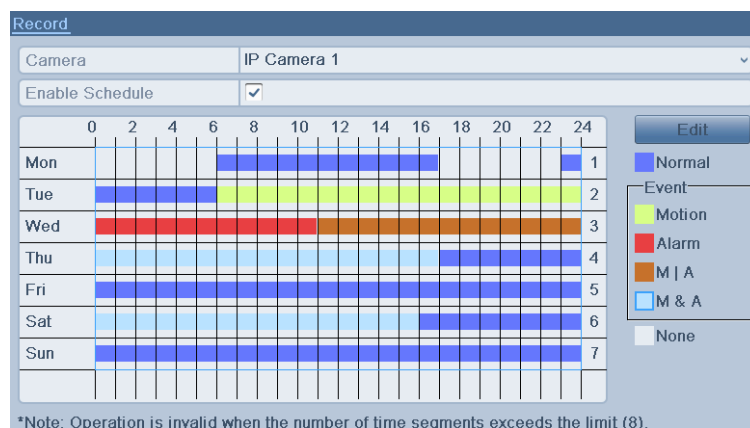 Record
Camera IP Camera 1
Enable Schedule
0 2 4 6 8 10 12 14 16 18 20 22 24
Edit
Mon 1
Normal
Event
Tue 2
Motion
Wed 3
Alarm
Thu 4
M | A
Fri 5
M & A
Sat 6
None
Sun 7
*Note: Operation is invalid when the number of time segments exceeds the limit (8).